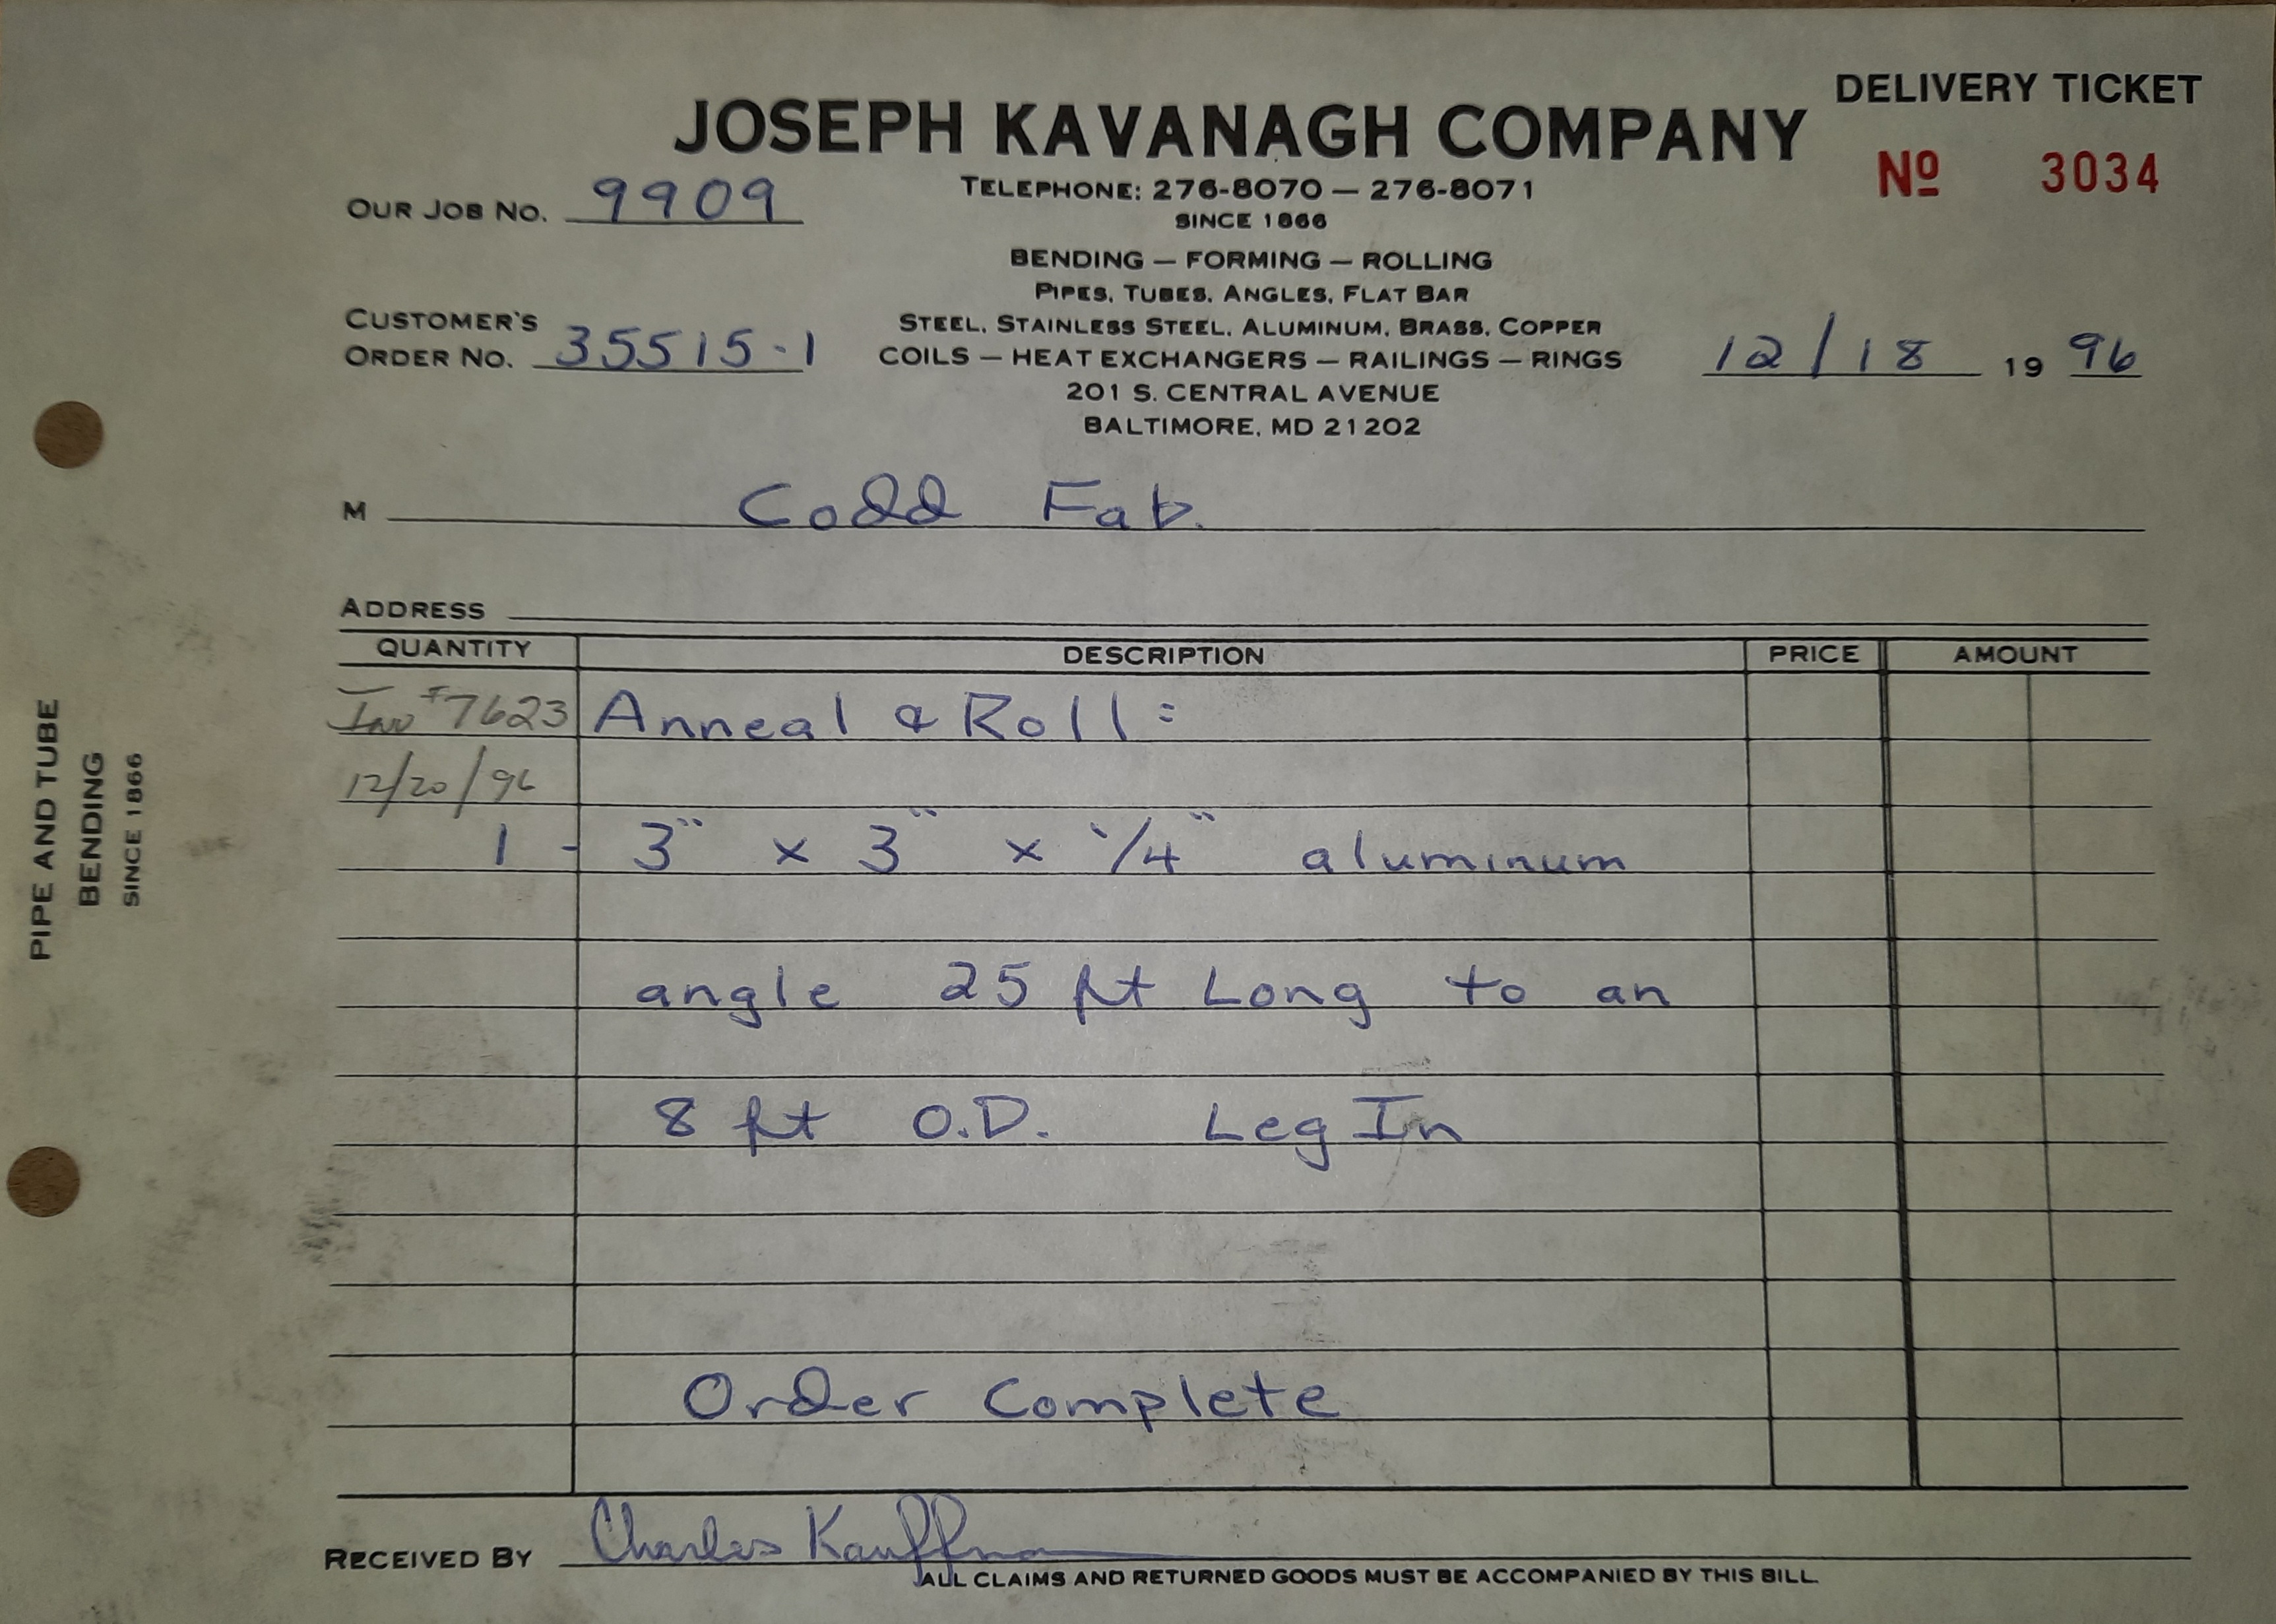 DELIVERY TICKET
JOSEPH KAVANAGH COMPANY
Nº 3034
OUR JOB NO. 9909
TELEPHONE: 276-8070 — 276-8071
SINCE 1866
BENDING — FORMING — ROLLING
PIPES, TUBES, ANGLES, FLAT BAR
CUSTOMER'S
ORDER NO. 35515-1
STEEL, STAINLESS STEEL, ALUMINUM, BRASS, COPPER
COILS — HEAT EXCHANGERS — RAILINGS — RINGS
12/18 1996
201 S. CENTRAL AVENUE
BALTIMORE, MD 21202
M Codd Fab.
ADDRESS
QUANTITY DESCRIPTION PRICE AMOUNT
Inv #7623 Anneal & Roll:
12/20/96
1 - 3" x 3" x 1/4" aluminum
angle 25 ft Long to an
8 ft O.D. Leg In
Order Complete
RECEIVED BY Charles Kauffman
ALL CLAIMS AND RETURNED GOODS MUST BE ACCOMPANIED BY THIS BILL.
PIPE AND TUBE
BENDING
SINCE 1866